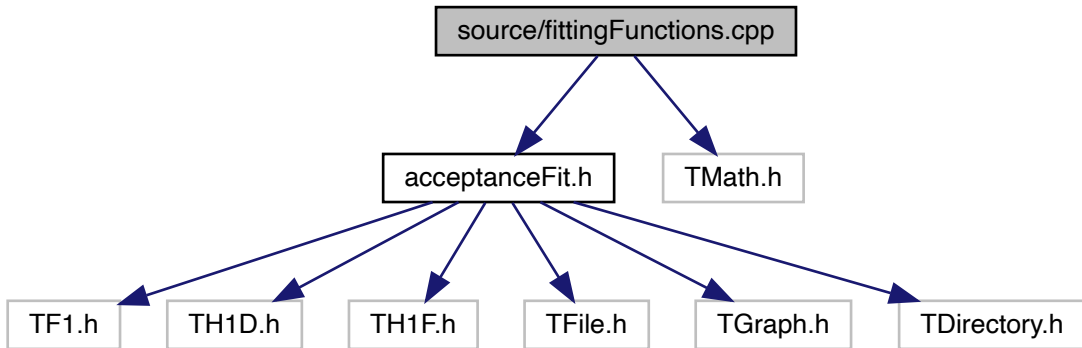 source/fittingFunctions.cpp
acceptanceFit.h
TMath.h
TF1.h
TH1D.h
TH1F.h
TFile.h
TGraph.h
TDirectory.h